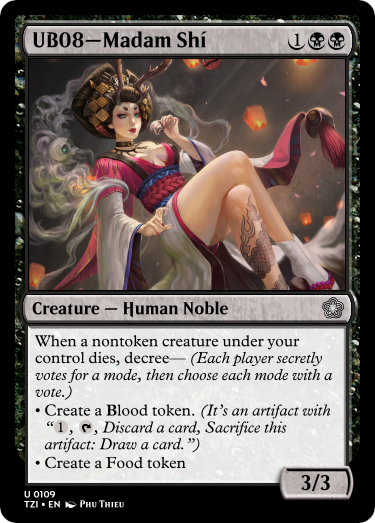 UB08—Madam Shí 1
Creature — Human Noble
When a nontoken creature under your
control dies, decree— (Each player secretly
votes for a mode, then choose each mode with a
vote.)
• Create a Blood token. (It's an artifact with
“1, , Discard a card, Sacrifice this
artifact: Draw a card.”)
• Create a Food token
3/3
U 0109
TZI • EN Phu Thieu